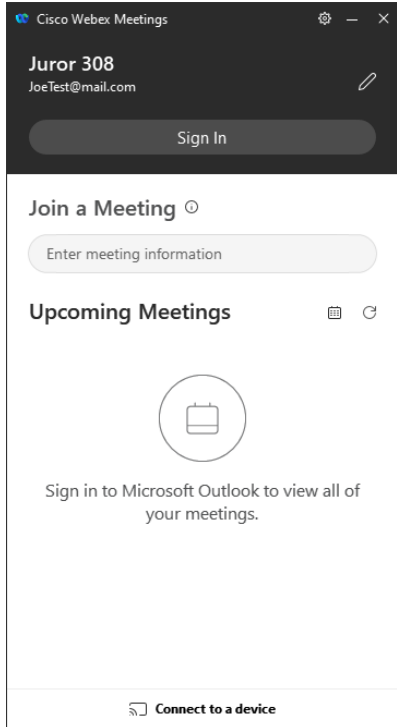 Cisco Webex Meetings
Juror 308
JoeTest@mail.com
Sign In
Join a Meeting
Enter meeting information
Upcoming Meetings
Sign in to Microsoft Outlook to view all of
your meetings.
Connect to a device